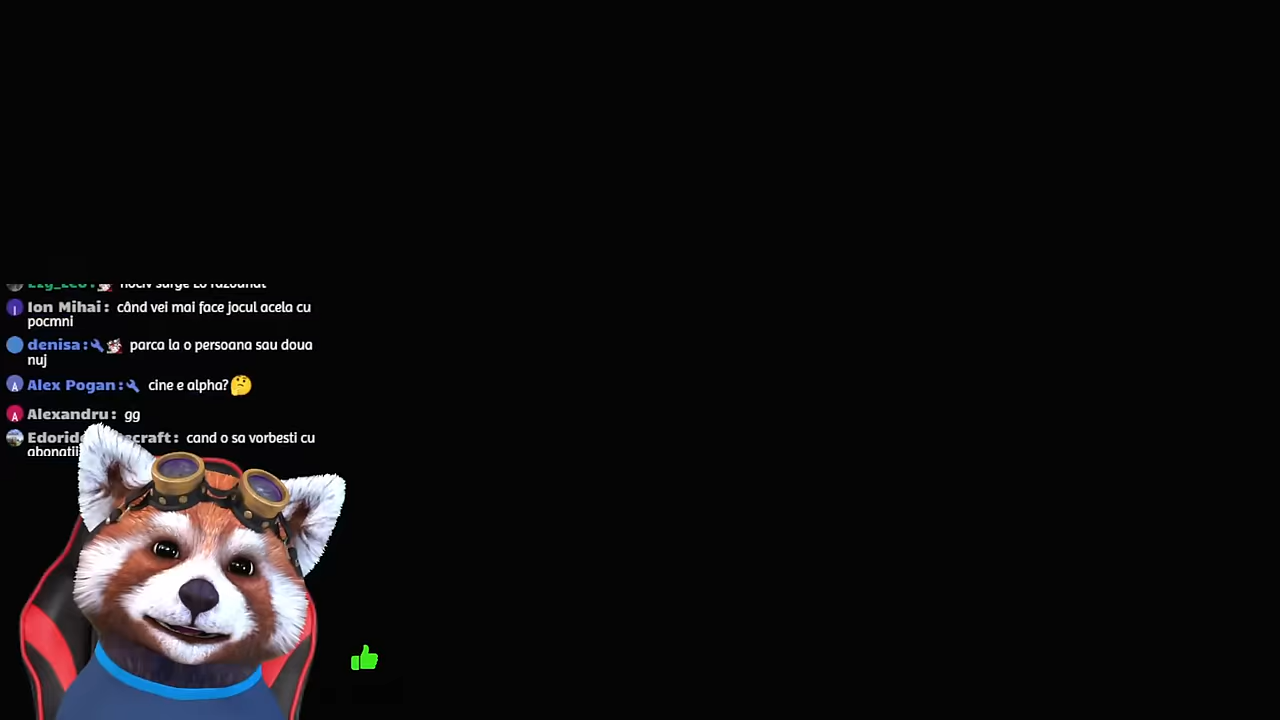 Ion Mihai: când vei mai face jocul acela cu
pocmni
denisa: parca la o persoana sau doua
nuj
Alex Pogan: cine e alpha?🤔
Alexandru: gg
cand o sa vorbesti cu
abonatii